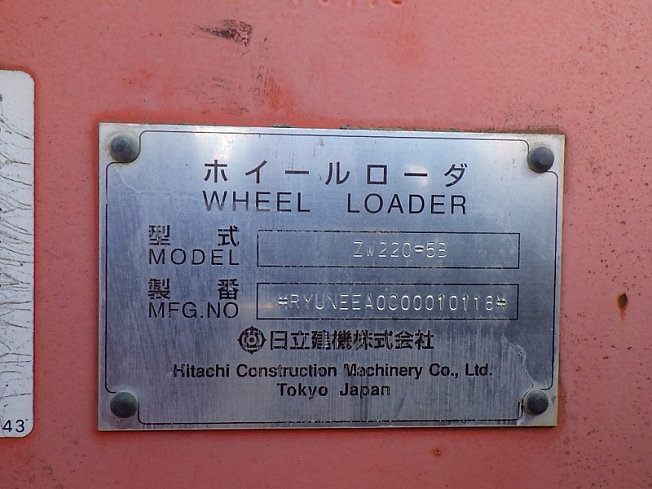 ホイールローダ
WHEEL LOADER
型式
MODEL ZW220-5B
製番
MFG.NO *RYUNEEA0C00010118*
日立建機株式会社
Hitachi Construction Machinery Co., Ltd.
Tokyo Japan
43